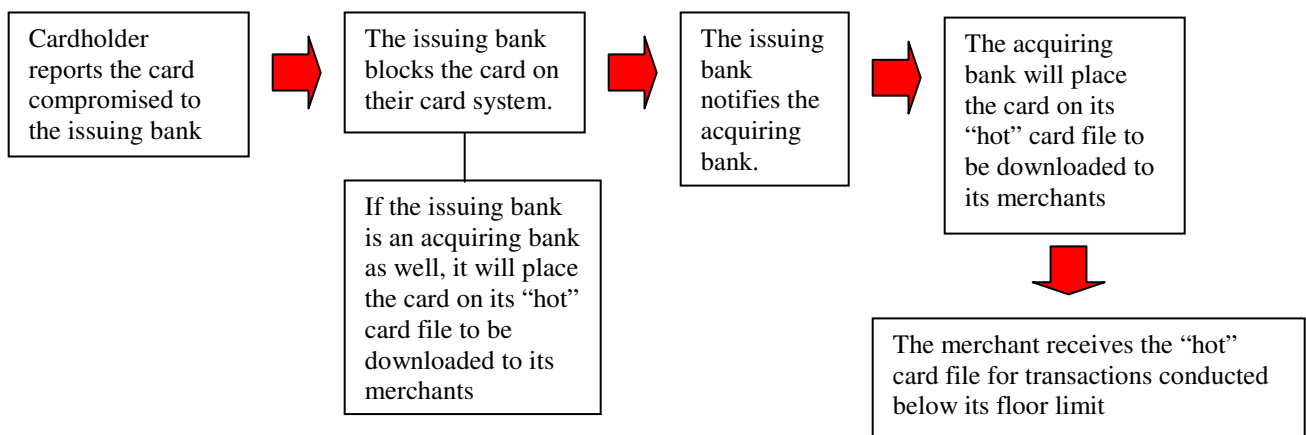 Cardholder
reports the card
compromised to
the issuing bank
The issuing bank
blocks the card on
their card system.
If the issuing bank
is an acquiring bank
as well, it will place
the card on its “hot”
card file to be
downloaded to its
merchants
The issuing
bank
notifies the
acquiring
bank.
The acquiring
bank will place
the card on its
“hot” card file to
be downloaded to
its merchants
The merchant receives the “hot”
card file for transactions conducted
below its floor limit